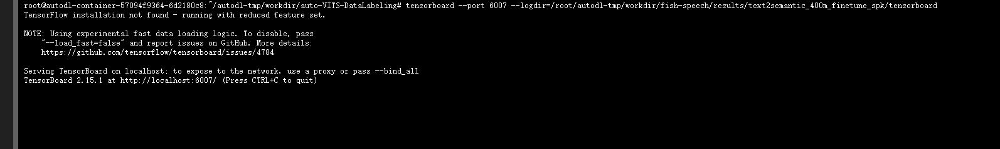 root@autodl-container-57094f9364-6d2180c8:~/autodl-tmp/workdir/auto-VITS-DataLabeling# tensorboard --port 6007 --logdir=/root/autodl-tmp/workdir/fish-speech/results/text2semantic_400m_finetune_spk/tensorboard
TensorFlow installation not found - running with reduced feature set.
NOTE: Using experimental fast data loading logic. To disable, pass
"--load_fast=false" and report issues on GitHub. More details:
https://github.com/tensorflow/tensorboard/issues/4784
Serving TensorBoard on localhost; to expose to the network, use a proxy or pass --bind_all
TensorBoard 2.15.1 at http://localhost:6007/ (Press CTRL+C to quit)